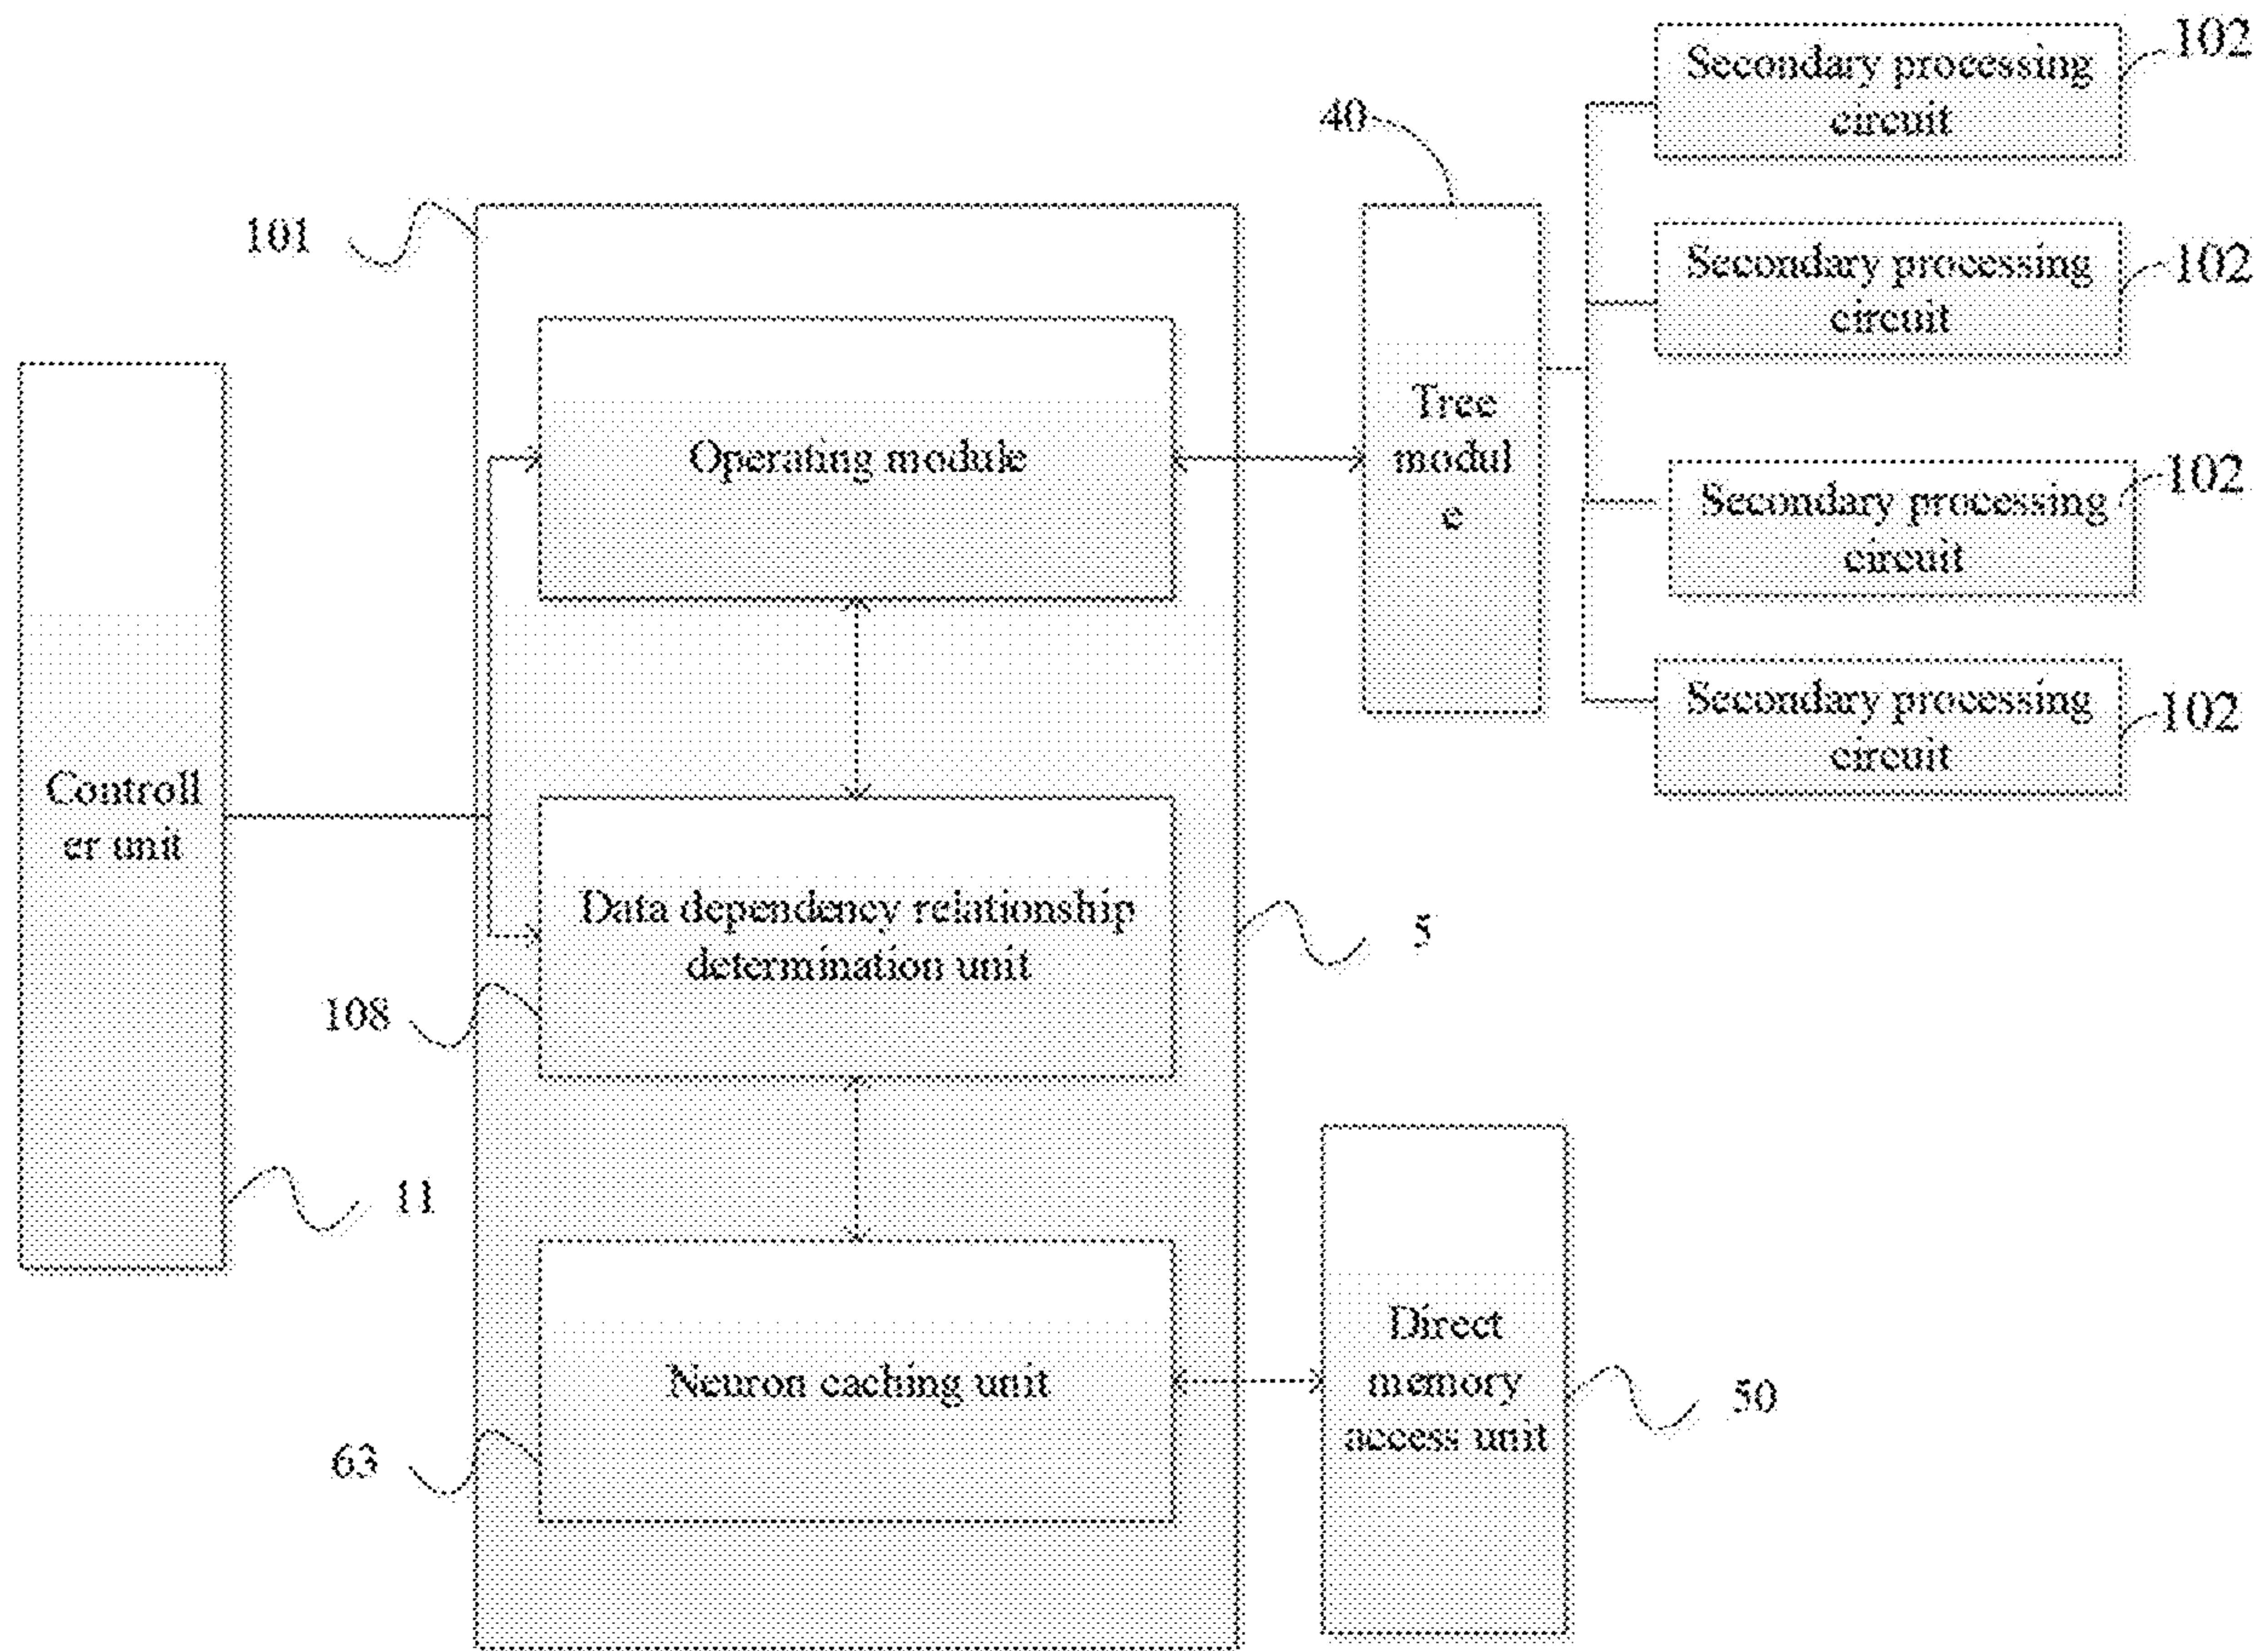 Secondary processing
circuit
102
40
101
Secondary processing
circuit
102
Tree
modul
e
Operating module
Secondary processing
circuit
102
Secondary processing
circuit
102
Controll
er unit
Data dependency relationship
determination unit
5
108
11
Direct
memory
access unit
Neuron caching unit
50
63